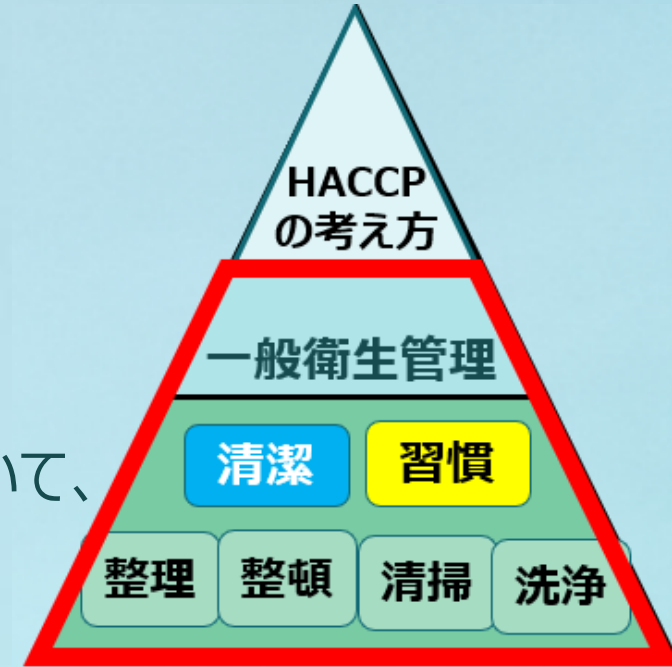 HACCP
の考え方
一般衛生管理
清潔 習慣
いて、
整理 整頓 清掃 洗浄